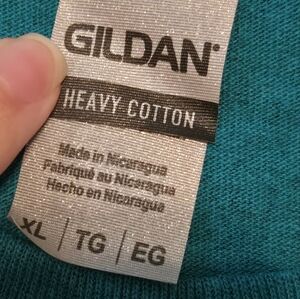 GILDAN®
HEAVY COTTON
Made in Nicaragua
Fabriqué au Nicaragua
Hecho en Nicaragua
XL | TG | EG